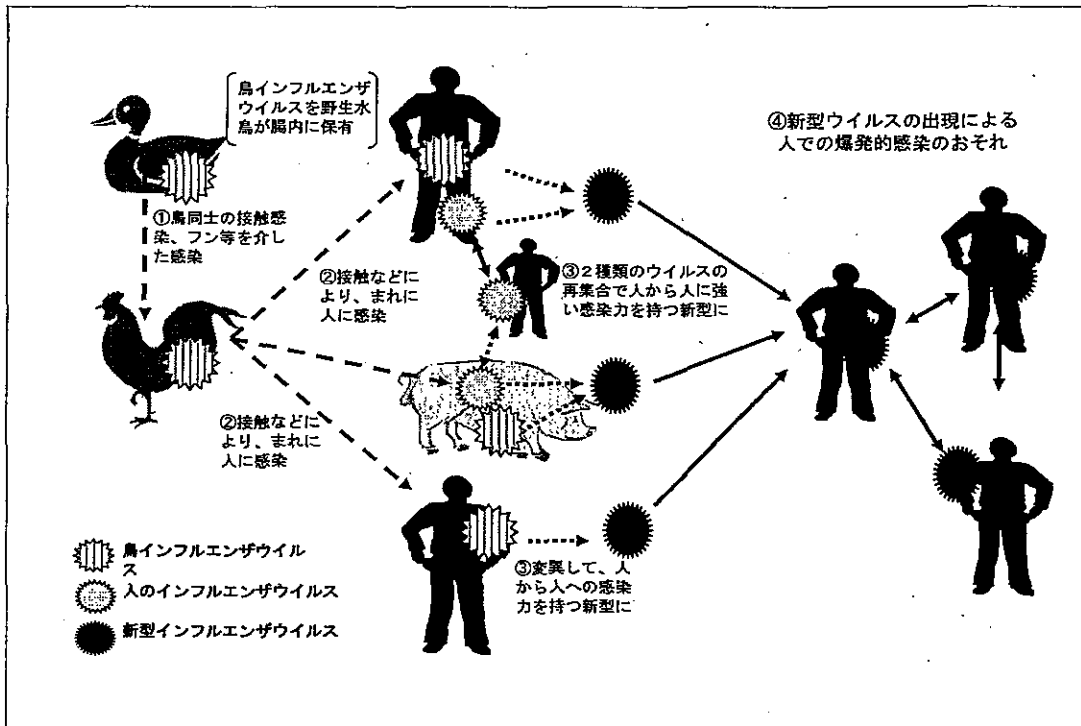 鳥インフルエンザ
ウイルスを野生水
鳥が腸内に保有
④新型ウイルスの出現による
人での爆発的感染のおそれ
①鳥同士の接触感
染、フン等を介し
た感染
②接触などに
より、まれに
人に感染
③２種類のウイルスの
再集合で人から人に強
い感染力を持つ新型に
②接触などに
より、まれに
人に感染
③変異して、人
から人への感染
力を持つ新型に
鳥インフルエンザウイル
ス
人のインフルエンザウイルス
新型インフルエンザウイルス